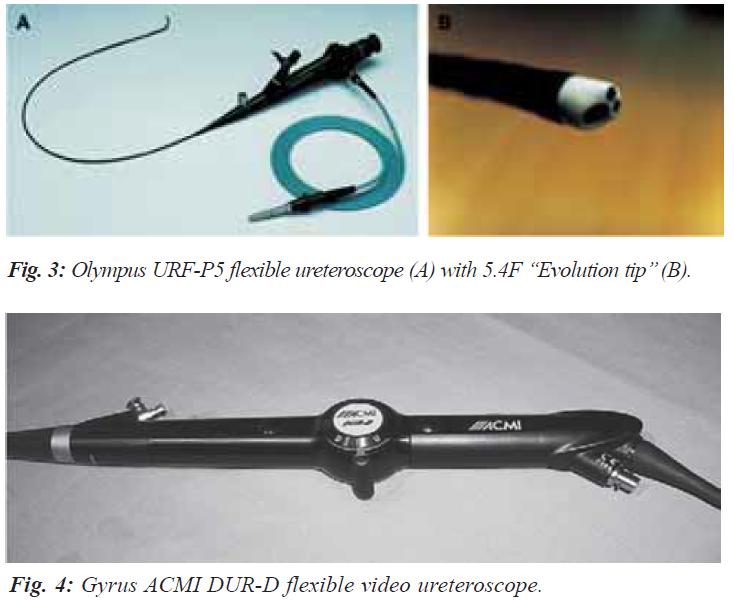 A
B
Fig. 3: Olympus URF-P5 flexible ureteroscope (A) with 5.4F “Evolution tip” (B).
ACMI
DUR-D
ACMI
Fig. 4: Gyrus ACMI DUR-D flexible video ureteroscope.